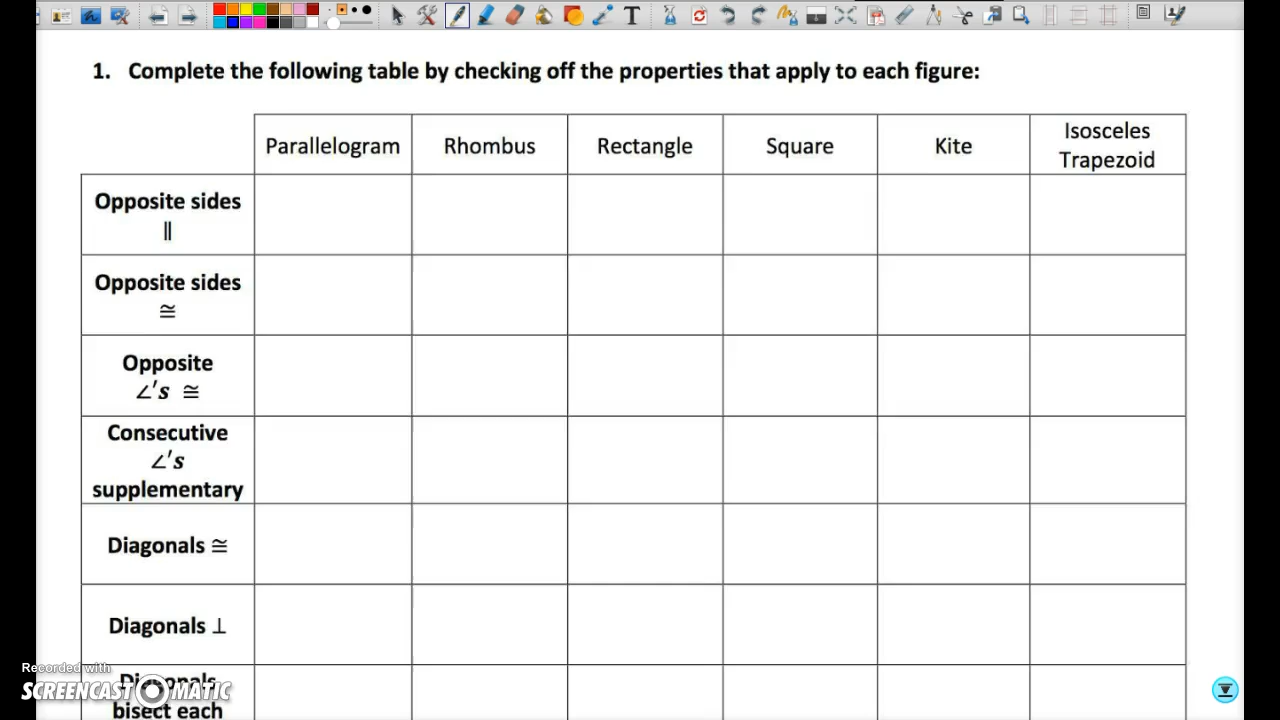 1. Complete the following table by checking off the properties that apply to each figure:
Parallelogram Rhombus Rectangle Square Kite Isosceles Trapezoid
Opposite sides
∥
Opposite sides
≅
Opposite
∠'s ≅
Consecutive
∠'s
supplementary
Diagonals ≅
Diagonals ⊥
Diagonals
bisect each
Recorded with
SCREENCAST-O-MATIC